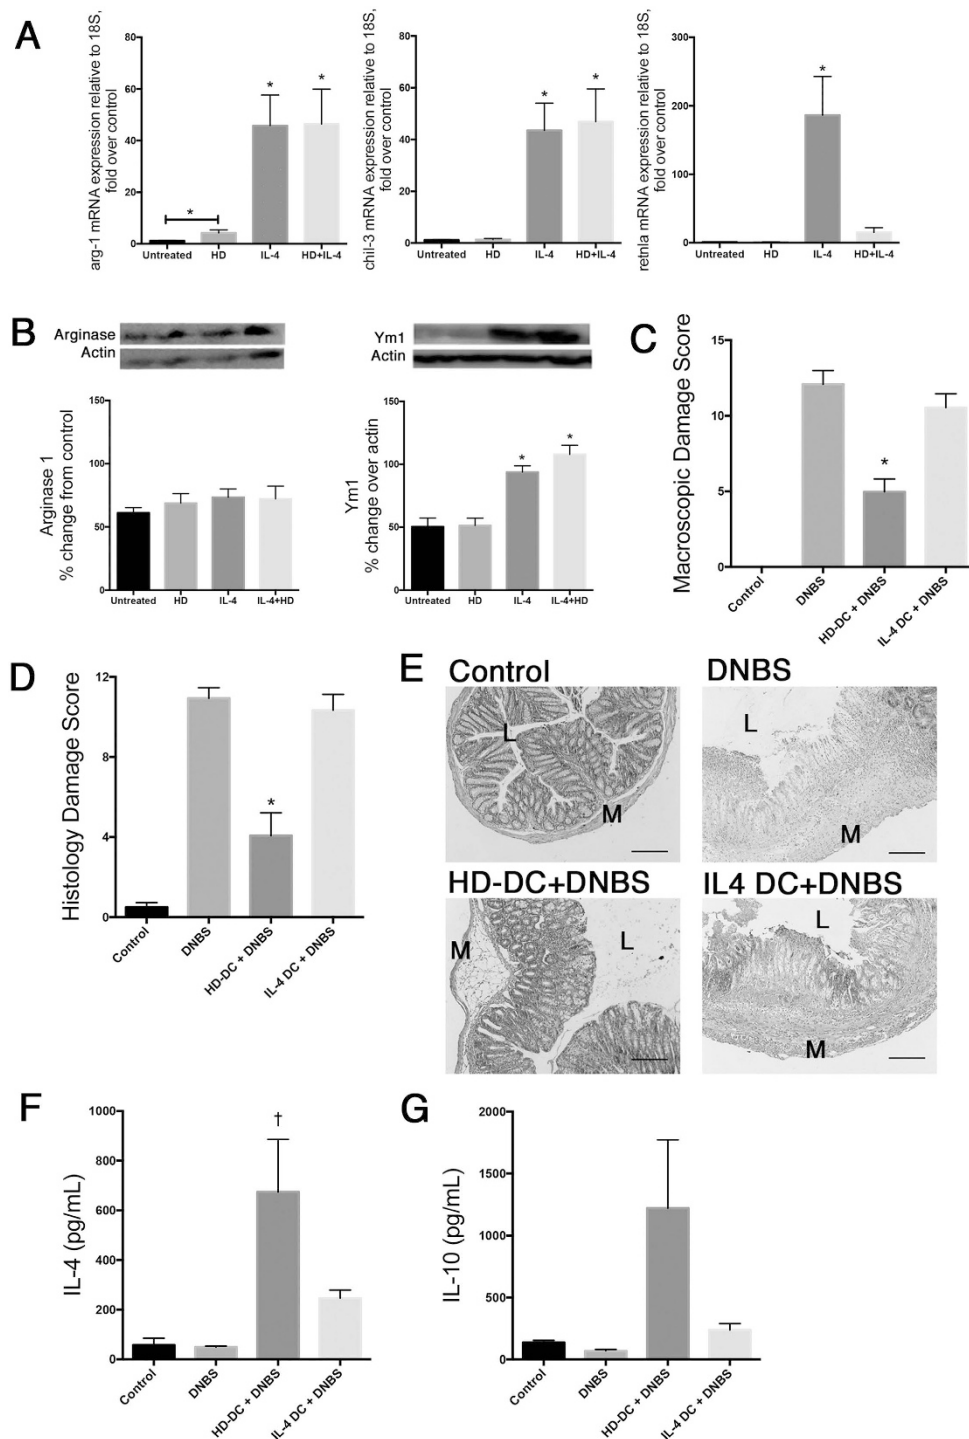 A
arg-1 mRNA expression relative to 18S,
fold over control
80
60
40
20
0
*
*
*
Untreated
HD
IL-4
HD+IL-4
chil-3 mRNA expression relative to 18S,
fold over control
80
60
40
20
0
*
*
Untreated
HD
IL-4
HD+IL-4
retnla mRNA expression relative to 18S,
fold over control
300
200
100
0
*
Untreated
HD
IL-4
HD+IL-4
B
Arginase
Actin
Arginase 1
% change from control
150
100
50
0
Untreated
HD
IL-4
IL-4+HD
Ym1
Actin
Ym1
% change over actin
150
100
50
0
*
*
Untreated
HD
IL-4
IL-4+HD
C
Macroscopic Damage Score
15
10
5
0
*
Control
DNBS
HD-DC + DNBS
IL-4 DC + DNBS
D
Histology Damage Score
12
8
4
0
*
Control
DNBS
HD-DC + DNBS
IL-4 DC + DNBS
E
Control
L
M
DNBS
L
M
HD-DC+DNBS
M
L
IL4 DC+DNBS
L
M
F
IL-4 (pg/mL)
1000
800
600
400
200
0
†
Control
DNBS
HD-DC + DNBS
IL-4 DC + DNBS
G
IL-10 (pg/mL)
2000
1500
1000
500
0
Control
DNBS
HD-DC + DNBS
IL-4 DC + DNBS